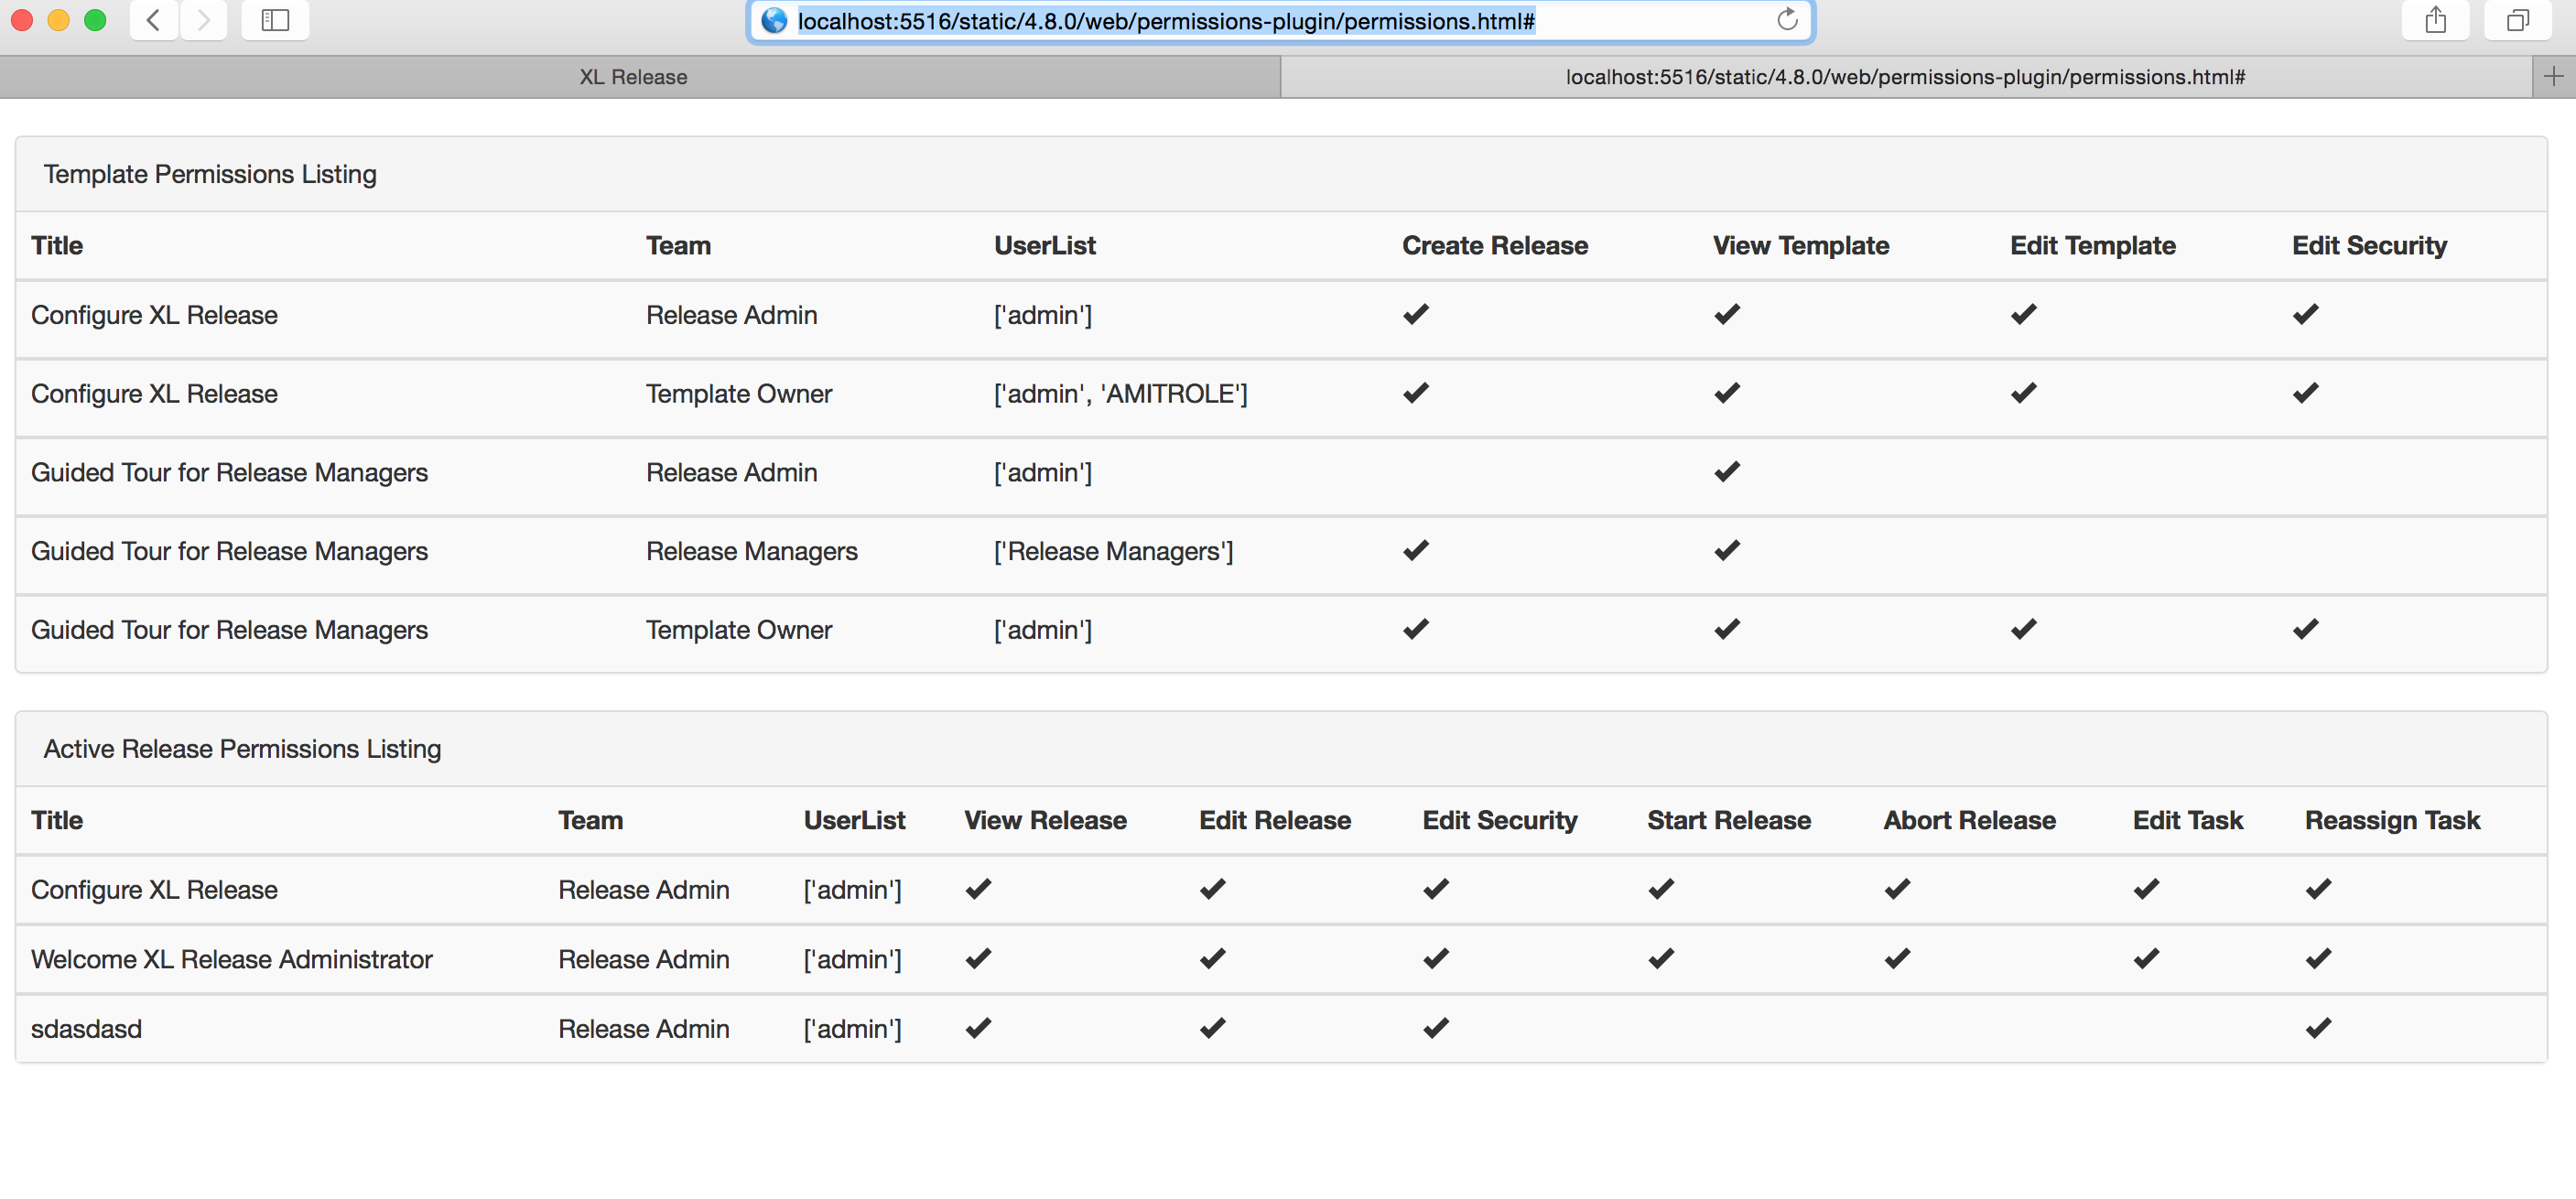 localhost:5516/static/4.8.0/web/permissions-plugin/permissions.html#
XL Release localhost:5516/static/4.8.0/web/permissions-plugin/permissions.html#
Template Permissions Listing
Title Team UserList Create Release View Template Edit Template Edit Security
Configure XL Release Release Admin ['admin'] ✔ ✔ ✔ ✔
Configure XL Release Template Owner ['admin', 'AMITROLE'] ✔ ✔ ✔ ✔
Guided Tour for Release Managers Release Admin ['admin'] ✔
Guided Tour for Release Managers Release Managers ['Release Managers'] ✔ ✔
Guided Tour for Release Managers Template Owner ['admin'] ✔ ✔ ✔ ✔
Active Release Permissions Listing
Title Team UserList View Release Edit Release Edit Security Start Release Abort Release Edit Task Reassign Task
Configure XL Release Release Admin ['admin'] ✔ ✔ ✔ ✔ ✔ ✔ ✔
Welcome XL Release Administrator Release Admin ['admin'] ✔ ✔ ✔ ✔ ✔ ✔ ✔
sdasdasd Release Admin ['admin'] ✔ ✔ ✔ ✔